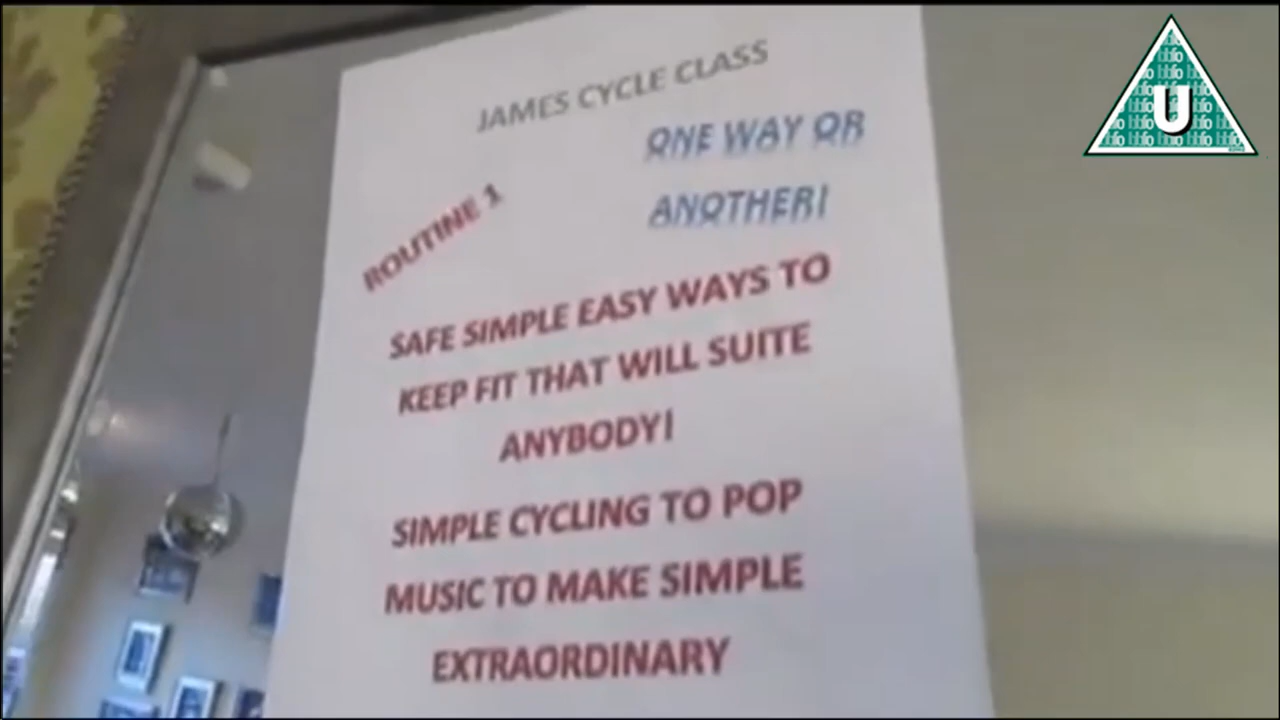 JAMES CYCLE CLASS
ONE WAY OR
ANOTHER!
ROUTINE 1
SAFE SIMPLE EASY WAYS TO
KEEP FIT THAT WILL SUITE
ANYBODY!
SIMPLE CYCLING TO POP
MUSIC TO MAKE SIMPLE
EXTRAORDINARY
U